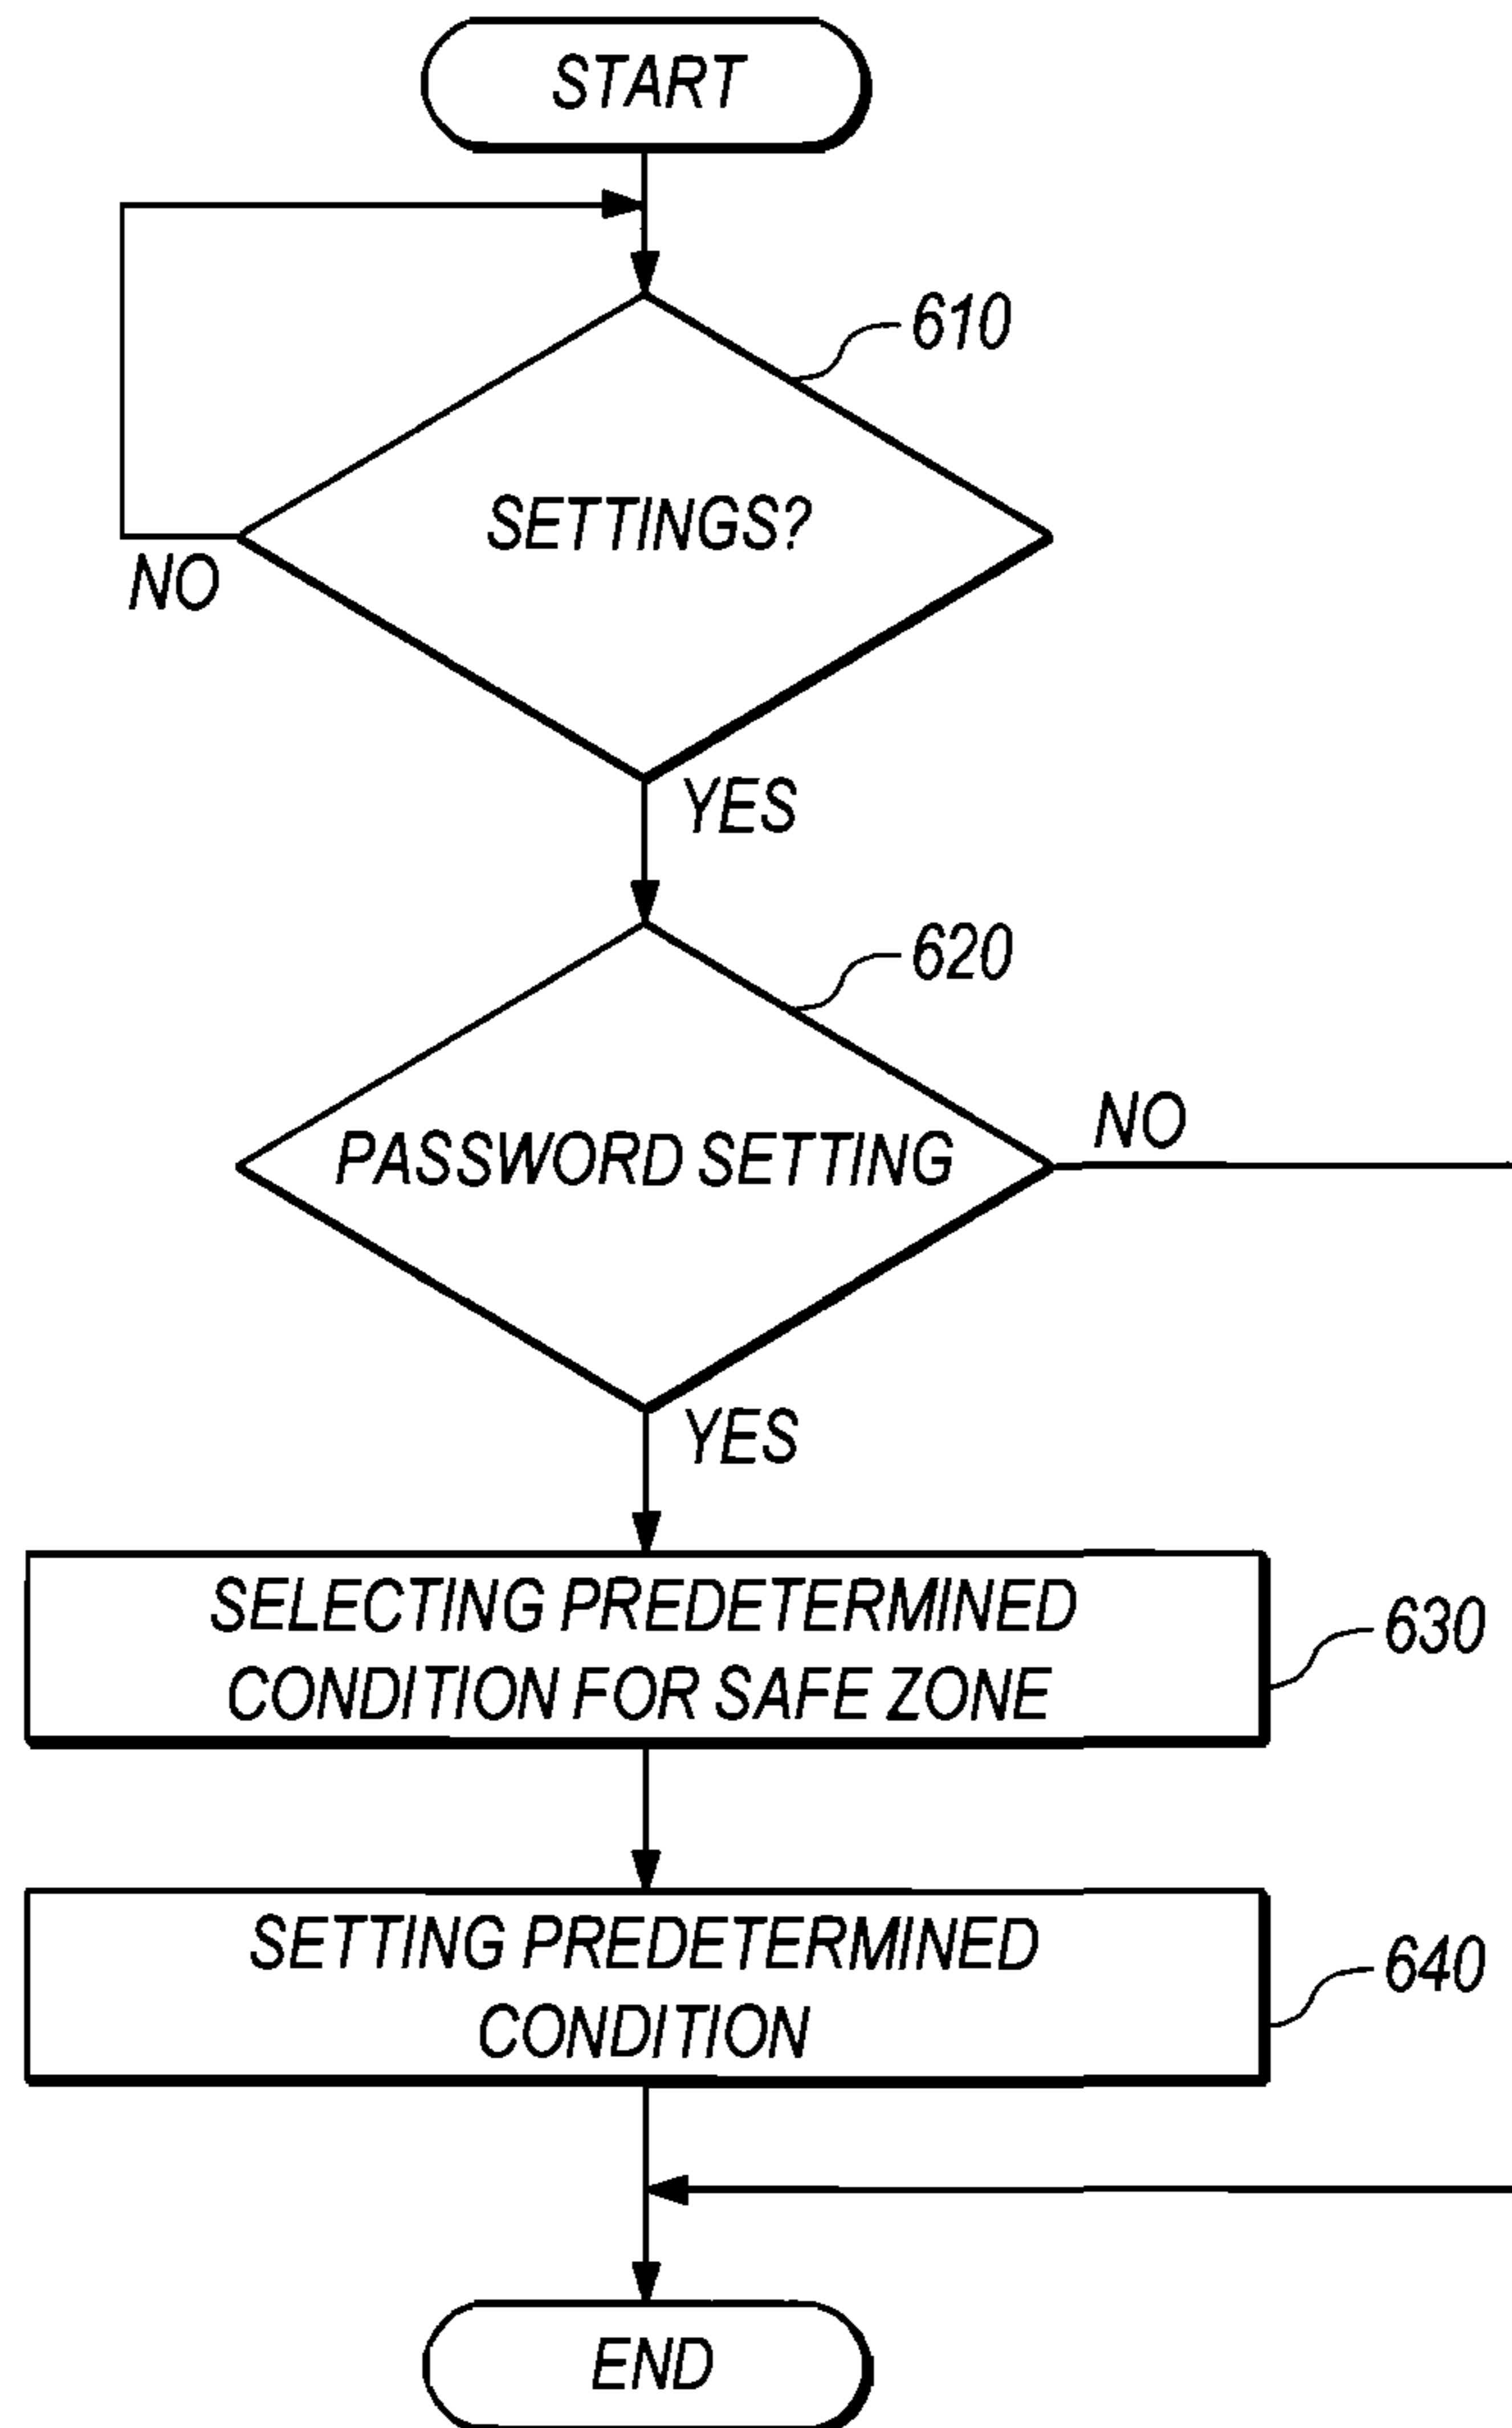 START
610
SETTINGS?
NO
YES
620
PASSWORD SETTING
NO
YES
SELECTING PREDETERMINED
CONDITION FOR SAFE ZONE
630
SETTING PREDETERMINED
CONDITION
640
END